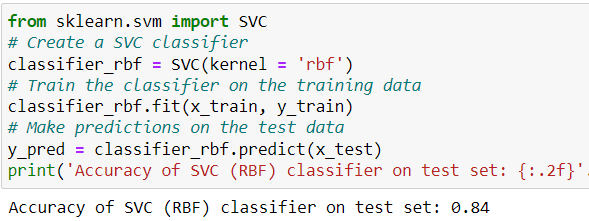 from sklearn.svm import SVC
# Create a SVC classifier
classifier_rbf = SVC(kernel = 'rbf')
# Train the classifier on the training data
classifier_rbf.fit(x_train, y_train)
# Make predictions on the test data
y_pred = classifier_rbf.predict(x_test)
print('Accuracy of SVC (RBF) classifier on test set: {:.2f}'.
Accuracy of SVC (RBF) classifier on test set: 0.84